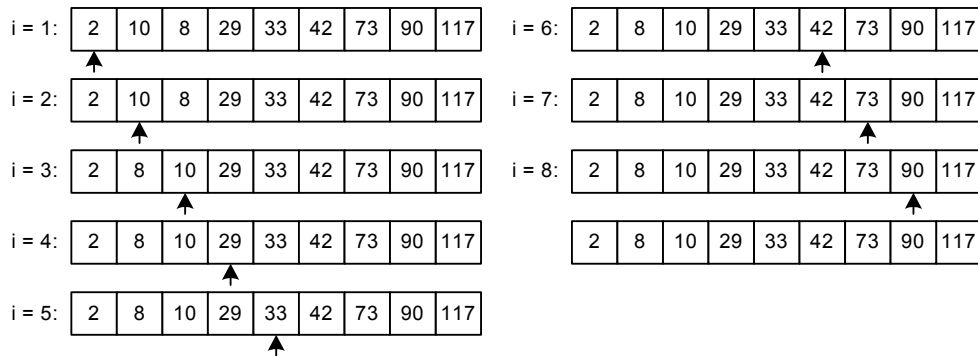 i = 1: 2 10 8 29 33 42 73 90 117
i = 2: 2 10 8 29 33 42 73 90 117
i = 3: 2 8 10 29 33 42 73 90 117
i = 4: 2 8 10 29 33 42 73 90 117
i = 5: 2 8 10 29 33 42 73 90 117
i = 6: 2 8 10 29 33 42 73 90 117
i = 7: 2 8 10 29 33 42 73 90 117
i = 8: 2 8 10 29 33 42 73 90 117
2 8 10 29 33 42 73 90 117